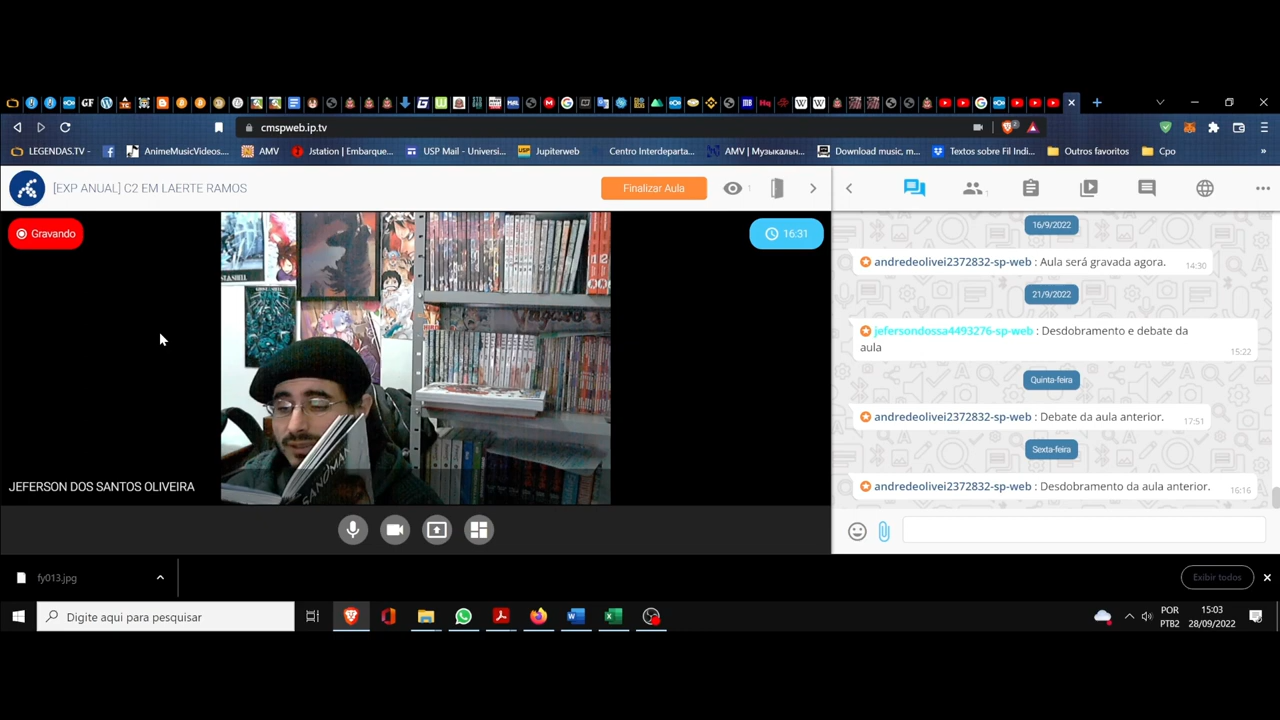 cmspweb.ip.tv
2
LEGENDAS.TV -
AnimeMusicVideos....
AMV
Jstation | Embarque...
USP Mail - Universi...
Jupiterweb
Centro Interdeparta...
AMV | Музыкальн...
Download music, m...
Textos sobre Fil Indi...
Outros favoritos
Cpo
»
[EXP ANUAL] C2 EM LAERTE RAMOS
Finalizar Aula
1
1
Gravando
16:31
16/9/2022
andredeolivei2372832-sp-web : Aula será gravada agora.
14:30
21/9/2022
jefersondossa4493276-sp-web : Desdobramento e debate da
aula
15:22
Quinta-feira
andredeolivei2372832-sp-web : Debate da aula anterior.
17:51
Sexta-feira
andredeolivei2372832-sp-web : Desdobramento da aula anterior.
16:16
SANDMAN
JEFERSON DOS SANTOS OLIVEIRA
fy013.jpg
Exibir todos
Digite aqui para pesquisar
POR
PTB2
15:03
28/09/2022